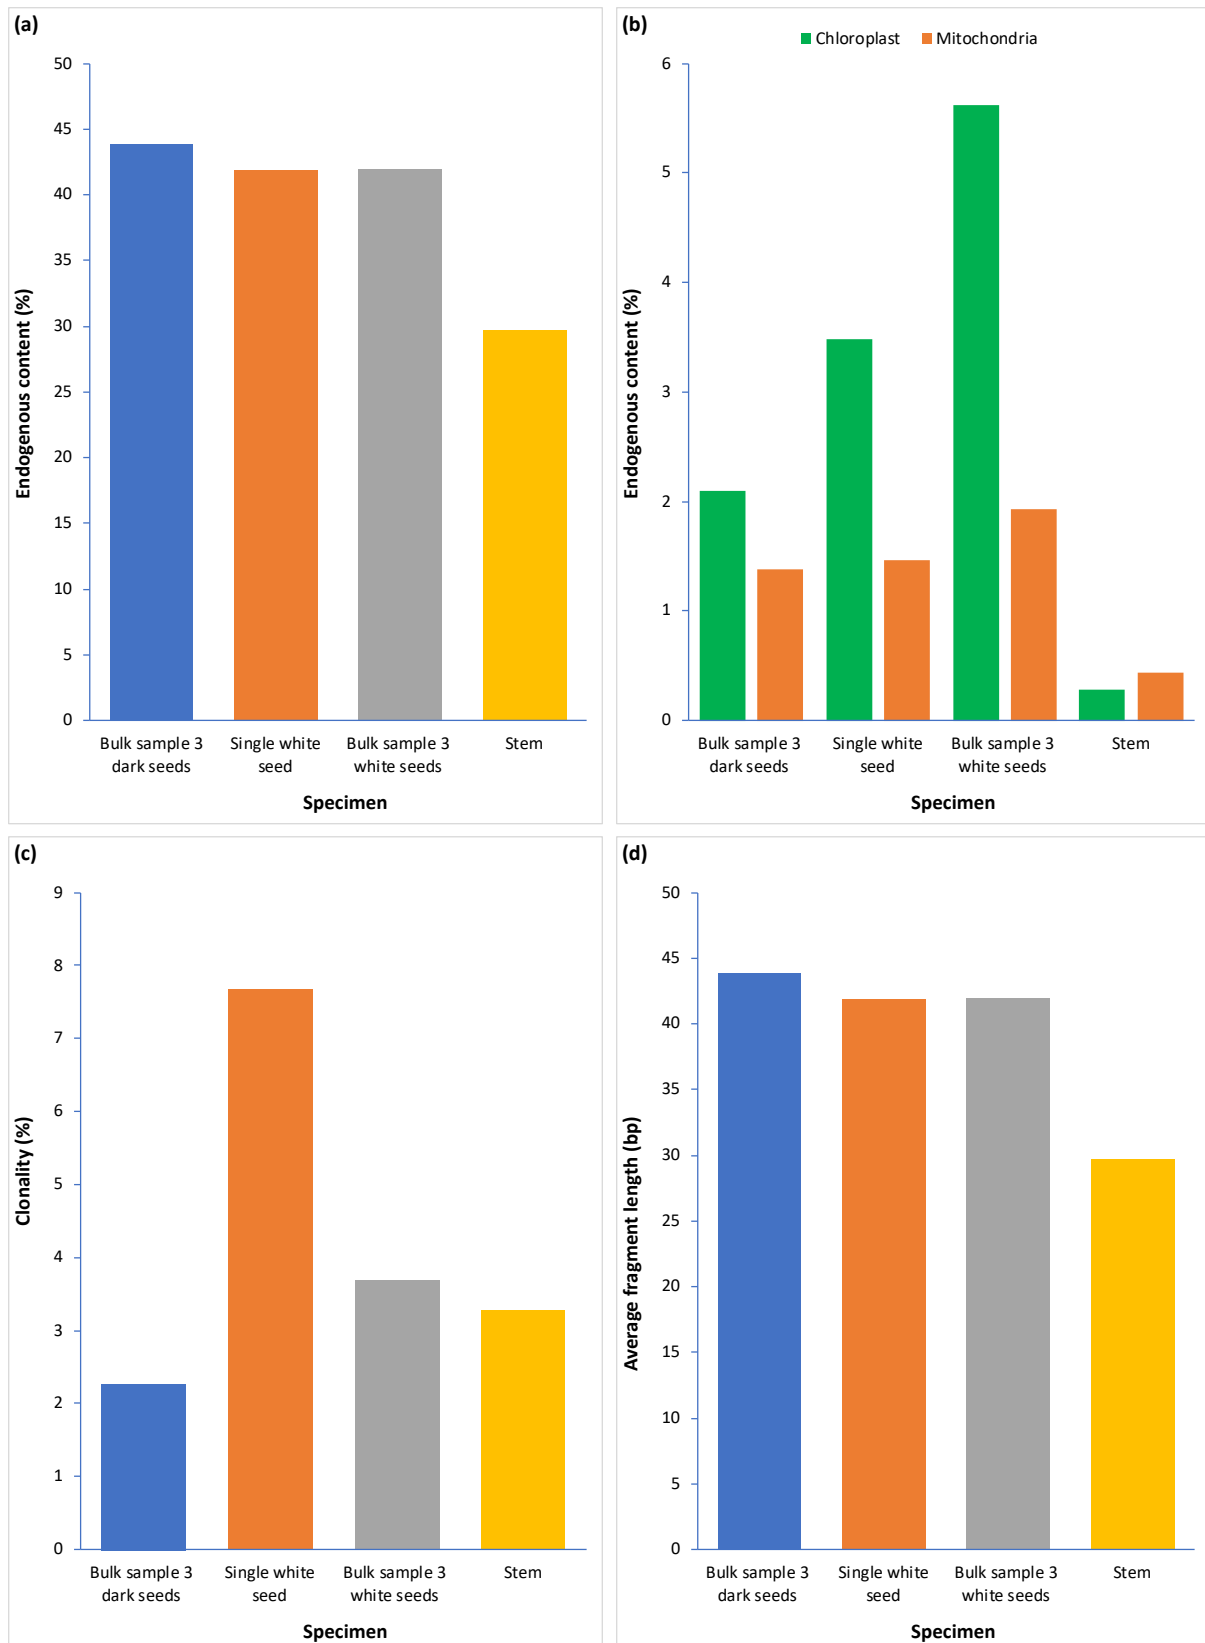 (a)
50
45
40
35
30
25
20
15
10
5
0
Endogenous content (%)
Bulk sample 3
dark seeds
Single white
seed
Bulk sample 3
white seeds
Stem
Specimen
(b)
Chloroplast
Mitochondria
6
5
4
3
2
1
0
Endogenous content (%)
Bulk sample 3
dark seeds
Single white
seed
Bulk sample 3
white seeds
Stem
Specimen
(c)
9
8
7
6
5
4
3
2
1
0
Clonality (%)
Bulk sample 3
dark seeds
Single white
seed
Bulk sample 3
white seeds
Stem
Specimen
(d)
50
45
40
35
30
25
20
15
10
5
0
Average fragment length (bp)
Bulk sample 3
dark seeds
Single white
seed
Bulk sample 3
white seeds
Stem
Specimen